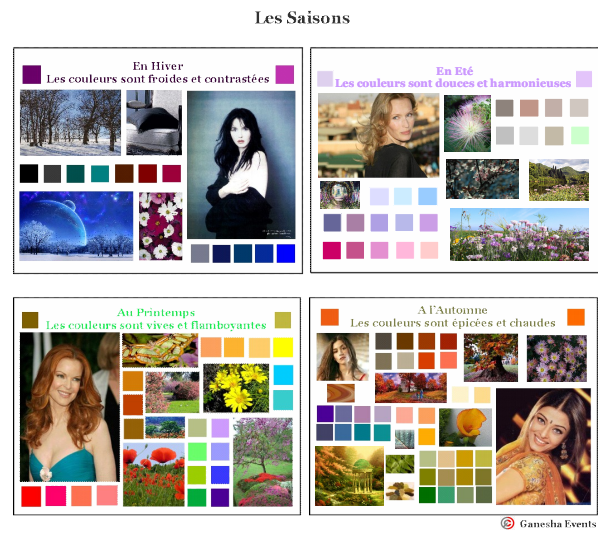 Les Saisons
En Hiver
Les couleurs sont froides et contrastées
En Eté
Les couleurs sont douces et harmonieuses
Au Printemps
Les couleurs sont vives et flamboyantes
A l'Automne
Les couleurs sont épicées et chaudes
© Ganesha Events